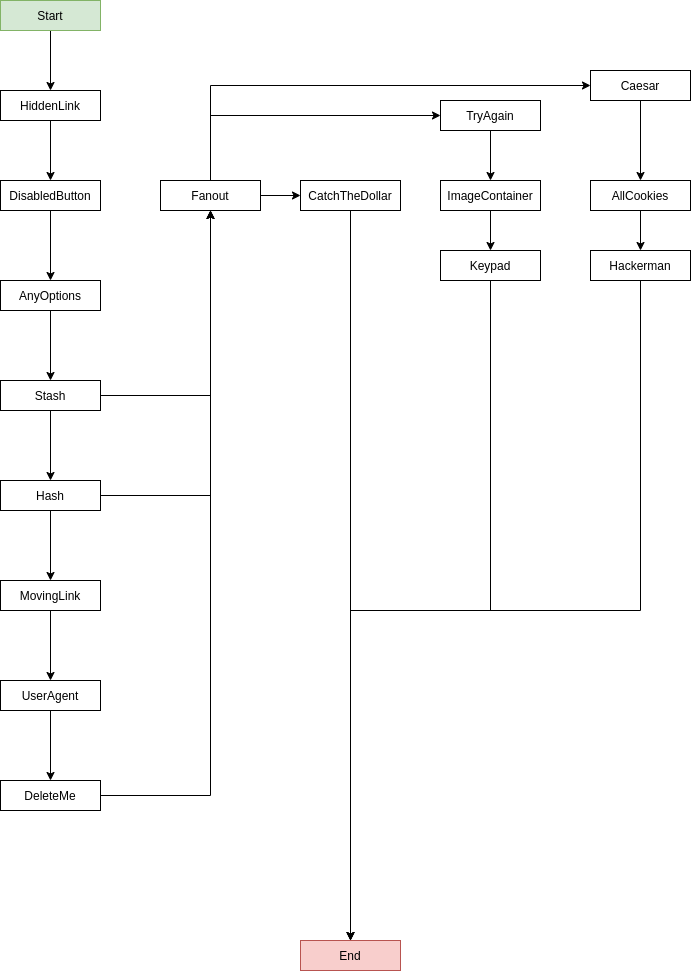 Start
HiddenLink
DisabledButton
AnyOptions
Stash
Hash
MovingLink
UserAgent
DeleteMe
Fanout
CatchTheDollar
TryAgain
ImageContainer
Keypad
Caesar
AllCookies
Hackerman
End